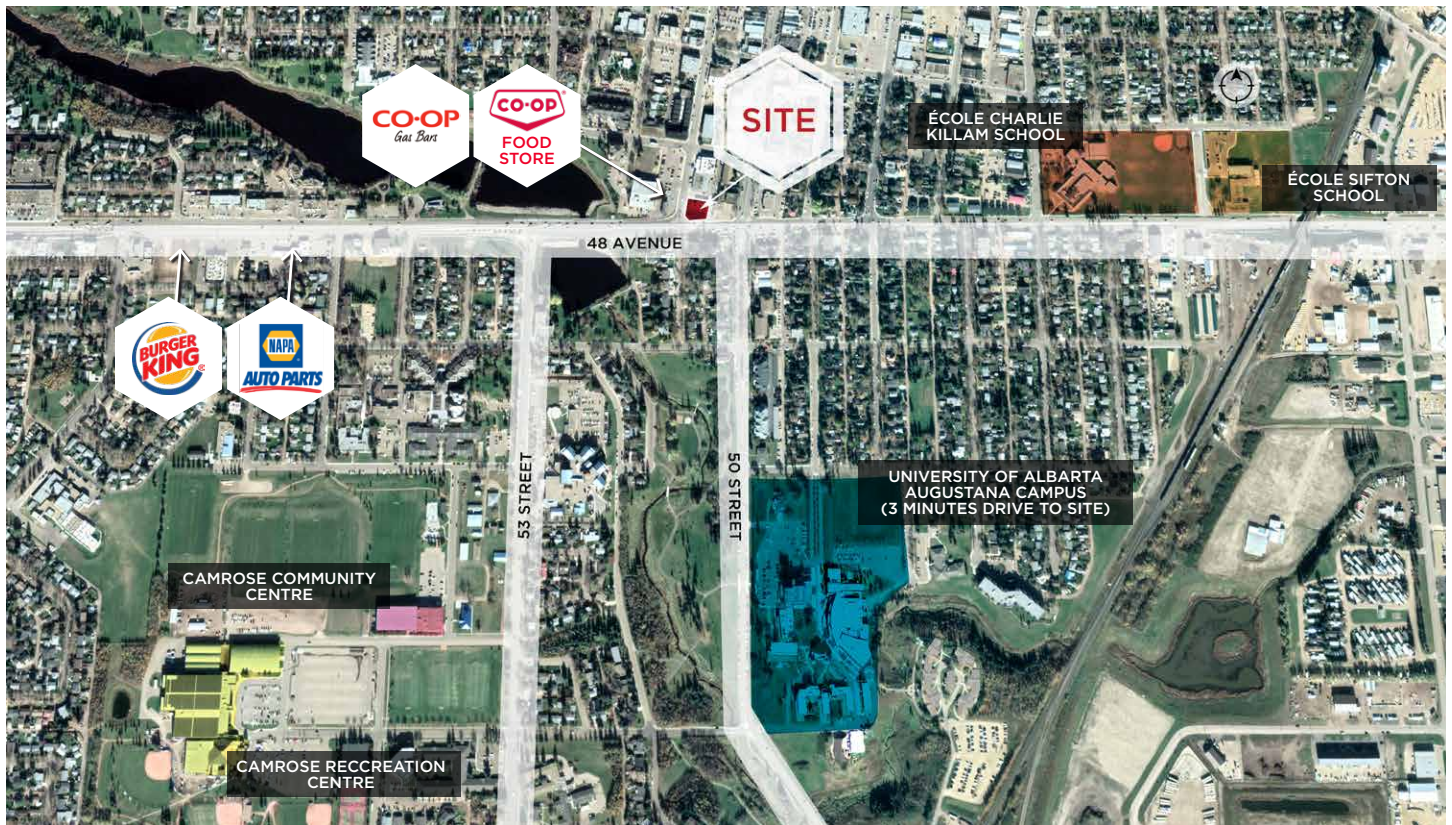 CO-OP
Gas Bars
CO-OP
FOOD
STORE
SITE
ÉCOLE CHARLIE
KILLAM SCHOOL
ÉCOLE SIFTON
SCHOOL
48 AVENUE
BURGER
KING
NAPA
AUTO PARTS
53 STREET
50 STREET
UNIVERSITY OF ALBARTA
AUGUSTANA CAMPUS
(3 MINUTES DRIVE TO SITE)
CAMROSE COMMUNITY
CENTRE
CAMROSE RECCREATION
CENTRE